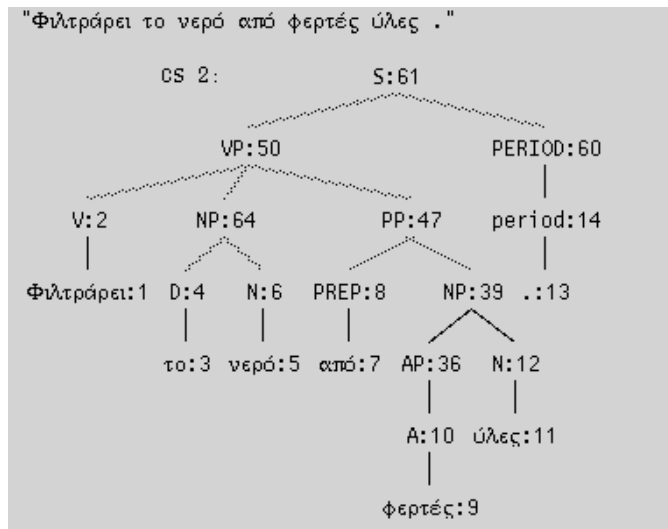 "Φιλτράρει το νερό από φερτές ύλες ."
CS 2: S:61
VP:50 PERIOD:60
V:2 NP:64 PP:47 period:14
Φιλτράρει:1 D:4 N:6 PREP:8 NP:39 .:13
το:3 νερό:5 από:7 AP:36 N:12
A:10 ύλες:11
φερτές:9